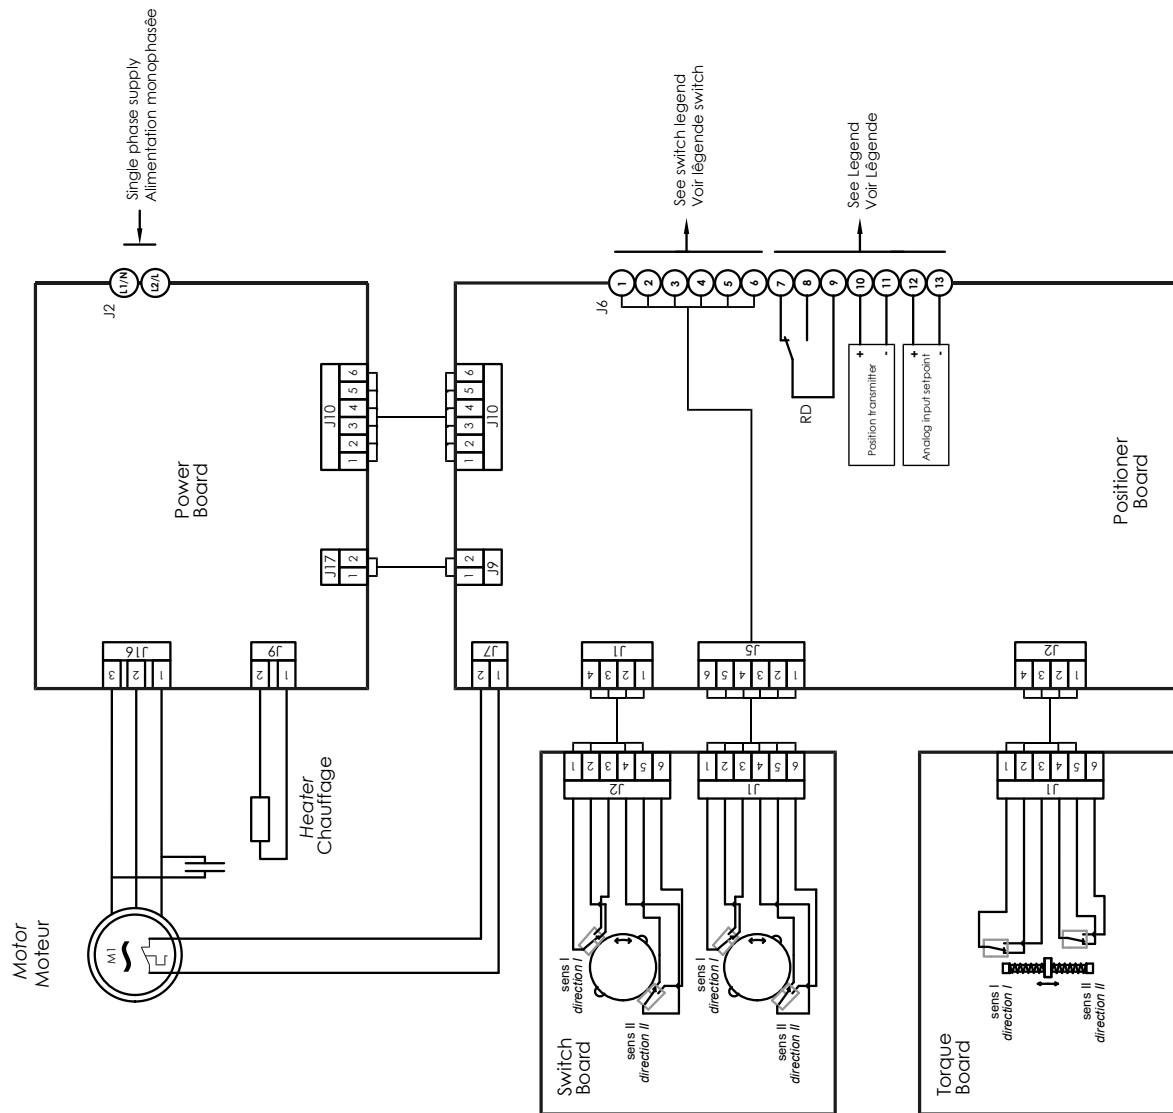 Single phase supply
Alimentation monophasée
L1/N
L2/L
J2
Power
Board
J10
1 2 3 4 5 6
J17
1 2
J16
3
2
1
J9
2
1
Heater
Chauffage
Motor
Moteur
M1
See switch legend
Voir légende switch
See Legend
Voir Légende
J6
1
2
3
4
5
6
7
8
9
10
11
12
13
RD
+
-
Position transmitter
+
-
Analog input setpoint
Positioner
Board
1 2 3 4 5 6
J10
1 2
J9
J7
2
1
J1
4
3
2
1
J5
6
5
4
3
2
1
J2
4
3
2
1
1
2
3
4
5
6
J2
1
2
3
4
5
6
J1
sens I
direction I
sens II
direction II
sens I
direction I
sens II
direction II
Switch
Board
1
2
3
4
5
6
J1
sens I
direction I
sens II
direction II
Torque
Board